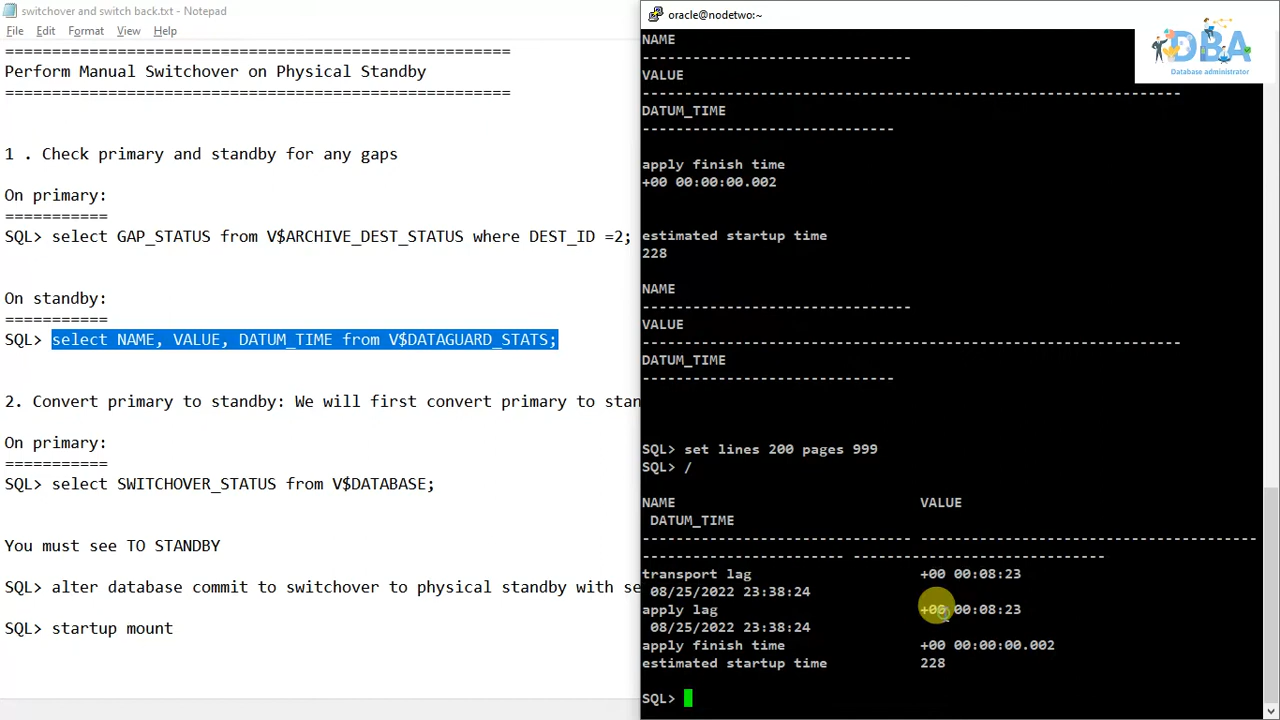 switchover and switch back.txt - Notepad
File Edit Format View Help
======================================================
Perform Manual Switchover on Physical Standby
======================================================
1 . Check primary and standby for any gaps
On primary:
===========
SQL> select GAP_STATUS from V$ARCHIVE_DEST_STATUS where DEST_ID =2;
On standby:
===========
SQL> select NAME, VALUE, DATUM_TIME from V$DATAGUARD_STATS;
2. Convert primary to standby: We will first convert primary to stan
On primary:
===========
SQL> select SWITCHOVER_STATUS from V$DATABASE;
You must see TO STANDBY
SQL> alter database commit to switchover to physical standby with se
SQL> startup mount
oracle@nodetwo:~
DBA
Database administrator
NAME
--------------------------------
VALUE
----------------------------------------------------------------
DATUM_TIME
------------------------------
apply finish time
+00 00:00:00.002
estimated startup time
228
NAME
--------------------------------
VALUE
----------------------------------------------------------------
DATUM_TIME
------------------------------
SQL> set lines 200 pages 999
SQL> /
NAME VALUE
DATUM_TIME
-------------------------------- ----------------------------------------
------------------------ ------------------------------
transport lag +00 00:08:23
08/25/2022 23:38:24
apply lag +00 00:08:23
08/25/2022 23:38:24
apply finish time +00 00:00:00.002
estimated startup time 228
SQL>